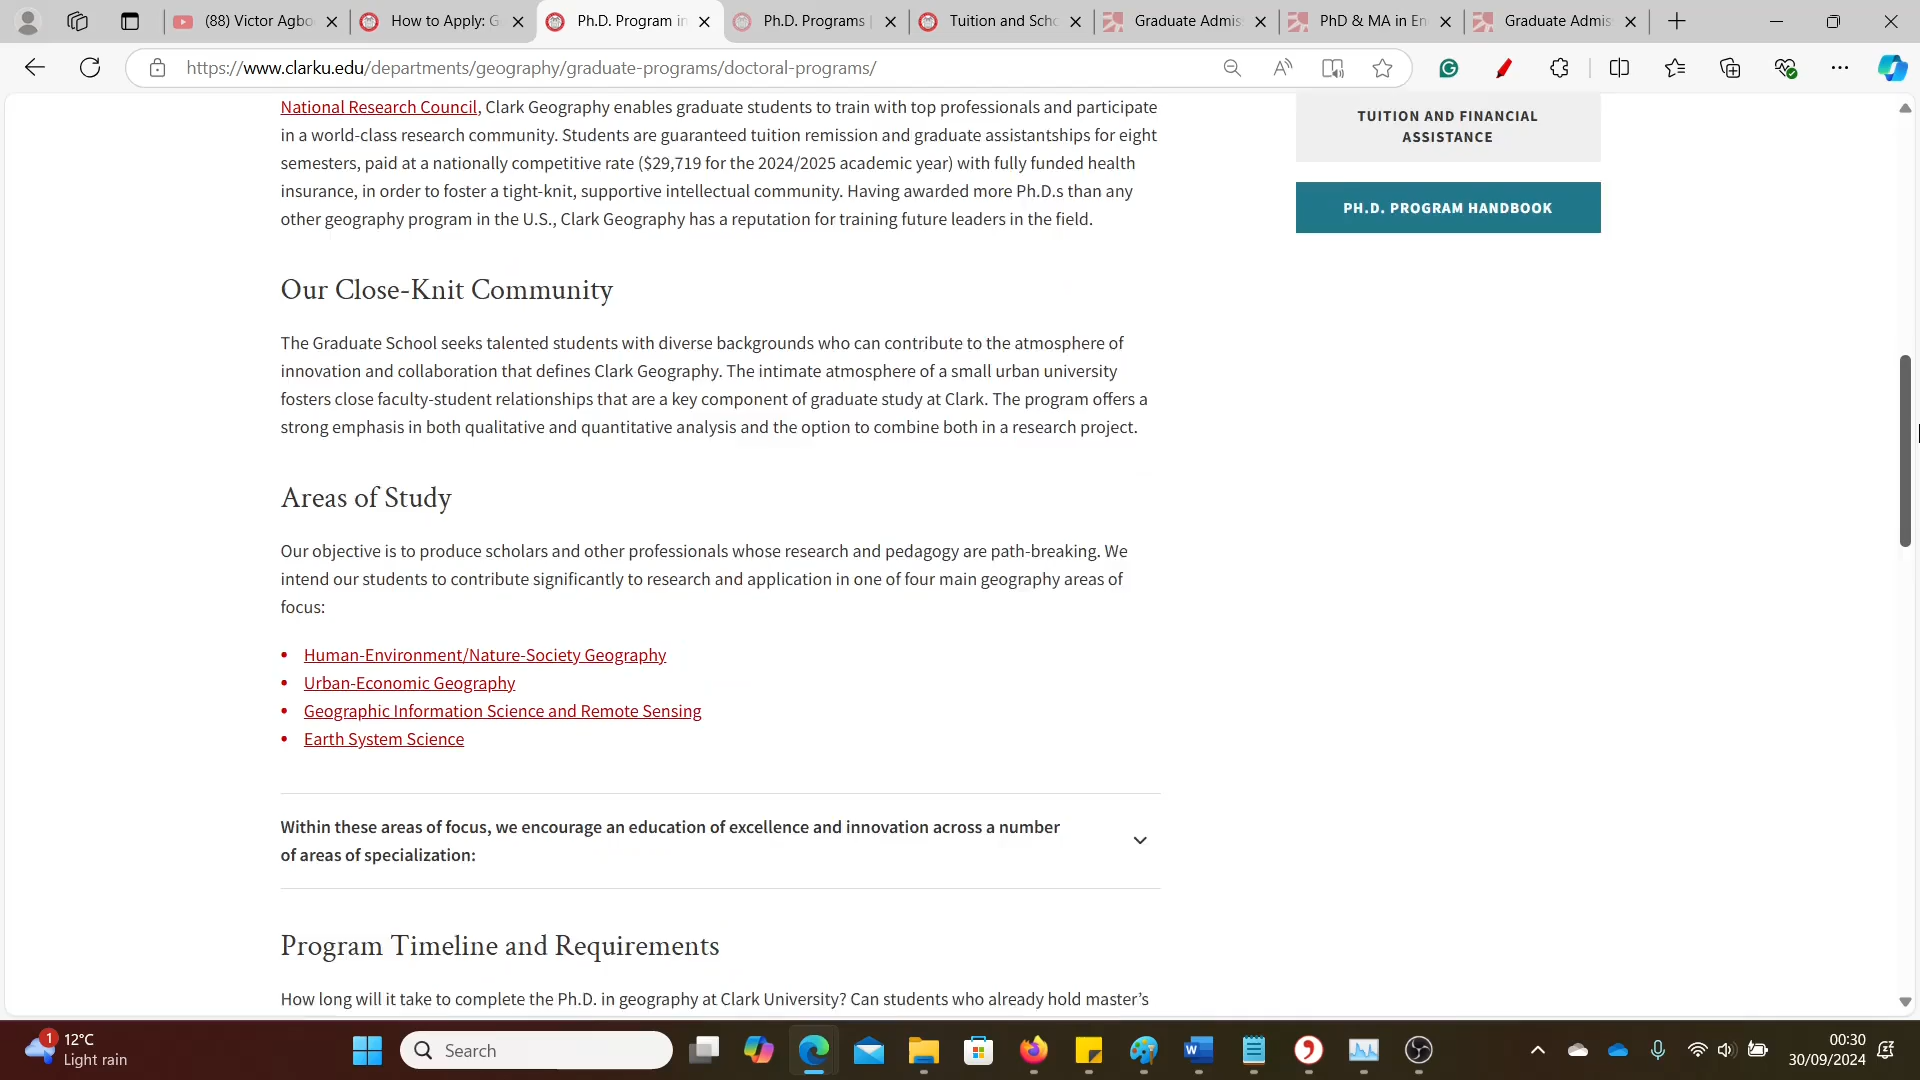 (88) Victor Agbo
How to Apply: G
Ph.D. Program in
Ph.D. Programs |
Tuition and Scho
Graduate Admis
PhD & MA in En
Graduate Admis
https://www.clarku.edu/departments/geography/graduate-programs/doctoral-programs/
National Research Council, Clark Geography enables graduate students to train with top professionals and participate
in a world-class research community. Students are guaranteed tuition remission and graduate assistantships for eight
semesters, paid at a nationally competitive rate ($29,719 for the 2024/2025 academic year) with fully funded health
insurance, in order to foster a tight-knit, supportive intellectual community. Having awarded more Ph.D.s than any
other geography program in the U.S., Clark Geography has a reputation for training future leaders in the field.
TUITION AND FINANCIAL
ASSISTANCE
PH.D. PROGRAM HANDBOOK
Our Close-Knit Community
The Graduate School seeks talented students with diverse backgrounds who can contribute to the atmosphere of
innovation and collaboration that defines Clark Geography. The intimate atmosphere of a small urban university
fosters close faculty-student relationships that are a key component of graduate study at Clark. The program offers a
strong emphasis in both qualitative and quantitative analysis and the option to combine both in a research project.
Areas of Study
Our objective is to produce scholars and other professionals whose research and pedagogy are path-breaking. We
intend our students to contribute significantly to research and application in one of four main geography areas of
focus:
• Human-Environment/Nature-Society Geography
• Urban-Economic Geography
• Geographic Information Science and Remote Sensing
• Earth System Science
Within these areas of focus, we encourage an education of excellence and innovation across a number
of areas of specialization:
Program Timeline and Requirements
How long will it take to complete the Ph.D. in geography at Clark University? Can students who already hold master's
1
12°C
Light rain
Search
00:30
30/09/2024